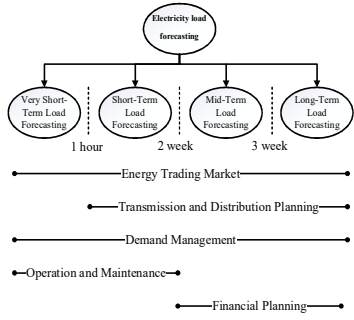 Electricity load
forecasting
Very Short-
Term Load
Forecasting
Short-Term
Load
Forecasting
Mid-Term
Load
Forecasting
Long-Term
Load
Forecasting
1 hour
2 week
3 week
Energy Trading Market
Transmission and Distribution Planning
Demand Management
Operation and Maintenance
Financial Planning